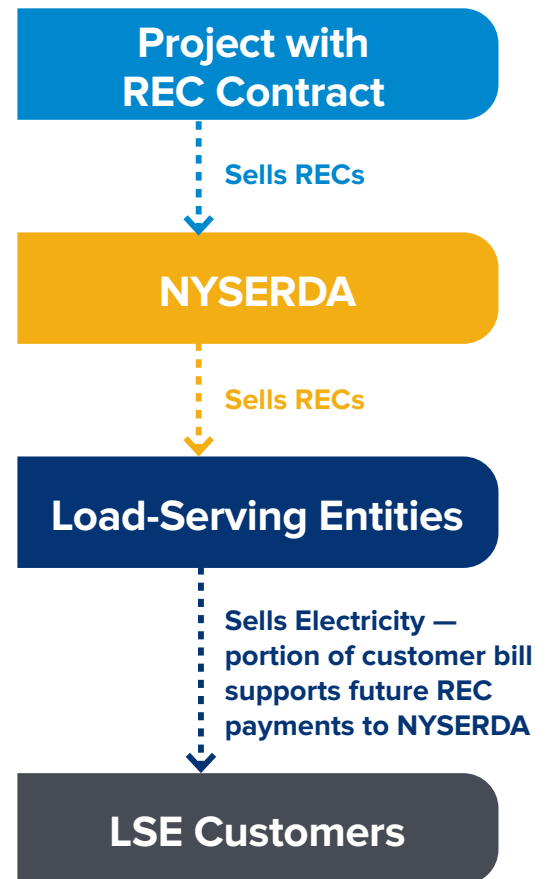 Project with
REC Contract
Sells RECs
NYSERDA
Sells RECs
Load-Serving Entities
Sells Electricity —
portion of customer bill
supports future REC
payments to NYSERDA
LSE Customers